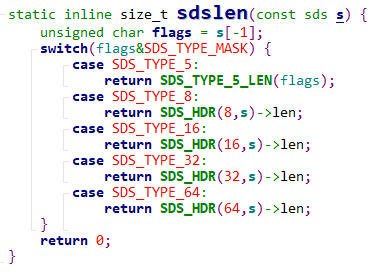 static inline size_t sdslen(const sds s) {
    unsigned char flags = s[-1];
    switch(flags&SDS_TYPE_MASK) {
        case SDS_TYPE_5:
            return SDS_TYPE_5_LEN(flags);
        case SDS_TYPE_8:
            return SDS_HDR(8,s)->len;
        case SDS_TYPE_16:
            return SDS_HDR(16,s)->len;
        case SDS_TYPE_32:
            return SDS_HDR(32,s)->len;
        case SDS_TYPE_64:
            return SDS_HDR(64,s)->len;
    }
    return 0;
}